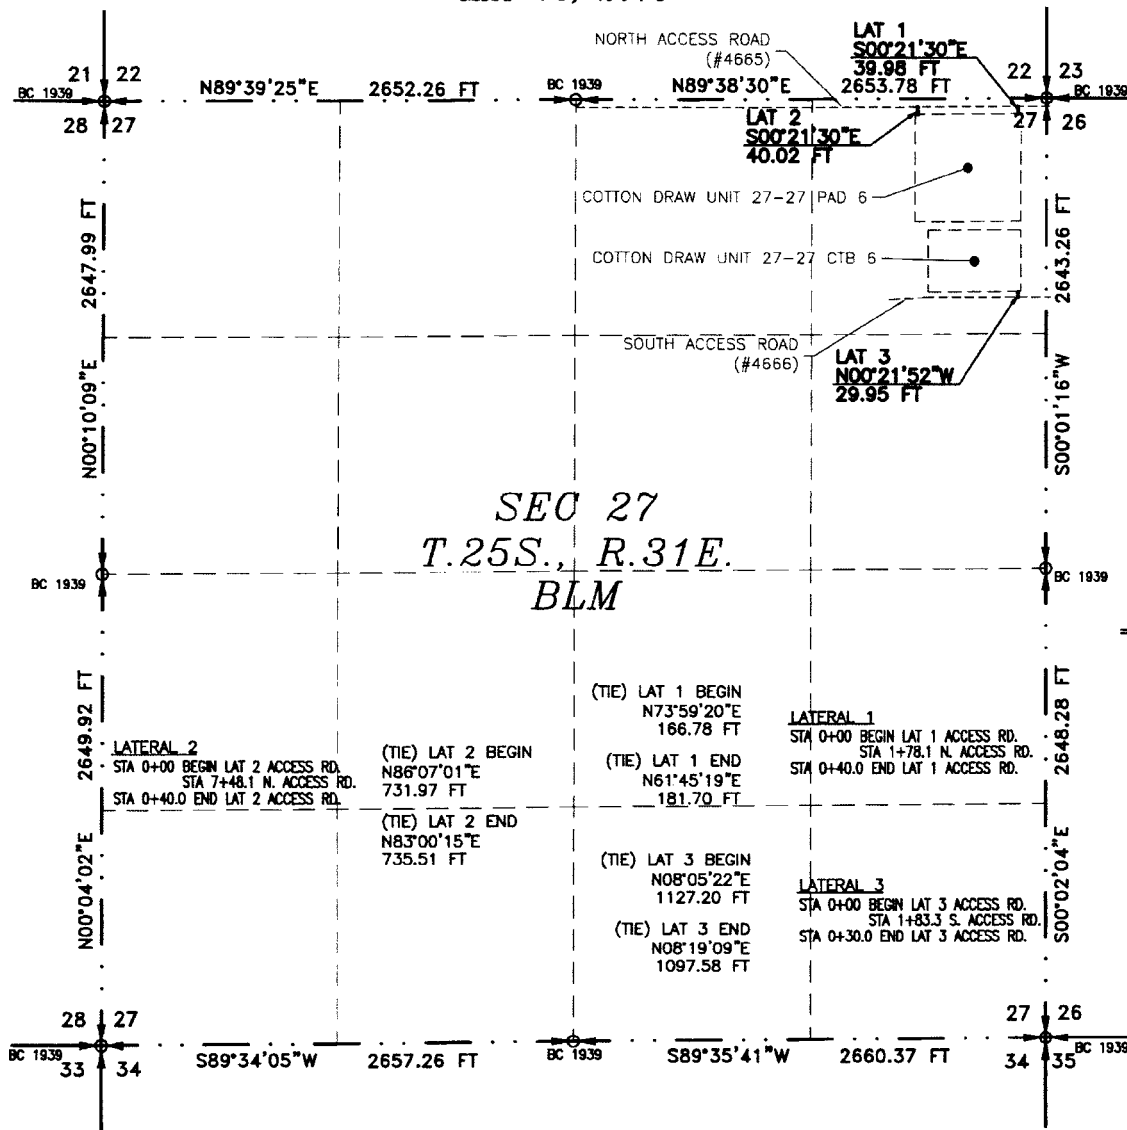 NORTH ACCESS ROAD
(#4665)
LAT 1
S00°21'30"E
39.98 FT
21 22
22 23
BC 1939
N89°39'25"E 2652.26 FT
BC 1939
N89°38'30"E 2653.78 FT
BC 1939
28 27
27 26
LAT 2
S00°21'30"E
40.02 FT
COTTON DRAW UNIT 27-27 PAD 6
COTTON DRAW UNIT 27-27 CTB 6
2647.99 FT
N00°10'09"E
2643.26 FT
S00°01'16"W
SOUTH ACCESS ROAD
(#4666)
LAT 3
N00°21'52"W
29.95 FT
SEC 27
T.25S., R.31E.
BLM
BC 1939
BC 1939
2649.92 FT
N00°04'02"E
2648.28 FT
S00°02'04"E
LATERAL 2
STA 0+00 BEGIN LAT 2 ACCESS RD.
STA 7+48.1 N. ACCESS RD.
STA 0+40.0 END LAT 2 ACCESS RD.
(TIE) LAT 2 BEGIN
N86°07'01"E
731.97 FT
(TIE) LAT 2 END
N83°00'15"E
735.51 FT
(TIE) LAT 1 BEGIN
N73°59'20"E
166.78 FT
(TIE) LAT 1 END
N61°45'19"E
181.70 FT
LATERAL 1
STA 0+00 BEGIN LAT 1 ACCESS RD.
STA 1+78.1 N. ACCESS RD.
STA 0+40.0 END LAT 1 ACCESS RD.
(TIE) LAT 3 BEGIN
N08°05'22"E
1127.20 FT
(TIE) LAT 3 END
N08°19'09"E
1097.58 FT
LATERAL 3
STA 0+00 BEGIN LAT 3 ACCESS RD.
STA 1+83.3 S. ACCESS RD.
STA 0+30.0 END LAT 3 ACCESS RD.
28 27
27 26
BC 1939
S89°34'05"W 2657.26 FT
BC 1939
S89°35'41"W 2660.37 FT
BC 1939
33 34
34 35